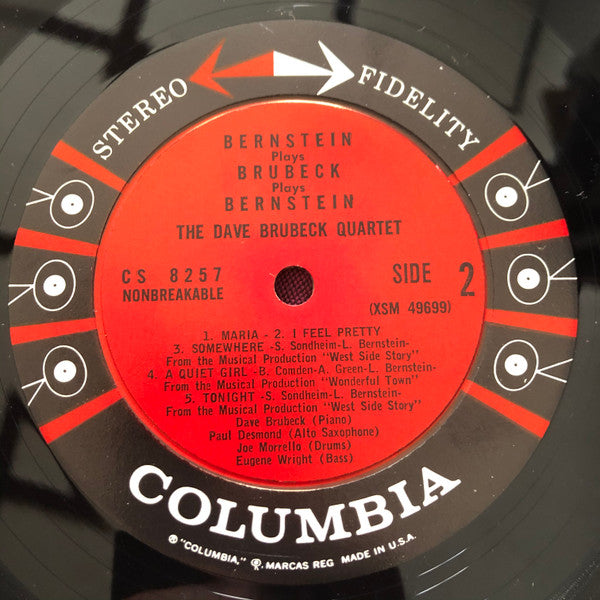 STEREO FIDELITY
BERNSTEIN
Plays
BRUBECK
Plays
BERNSTEIN
THE DAVE BRUBECK QUARTET
CS 8257
NONBREAKABLE
SIDE 2
(XSM 49699)
1. MARIA - 2. I FEEL PRETTY
3. SOMEWHERE -S. Sondheim-L. Bernstein-
From the Musical Production "West Side Story"
4. A QUIET GIRL -B. Comden-A. Green-L. Bernstein-
From the Musical Production "Wonderful Town"
5. TONIGHT -S. Sondheim-L. Bernstein-
From the Musical Production "West Side Story"
Dave Brubeck (Piano)
Paul Desmond (Alto Saxophone)
Joe Morrello (Drums)
Eugene Wright (Bass)
COLUMBIA
® "COLUMBIA," ®, MARCAS REG MADE IN U.S.A.